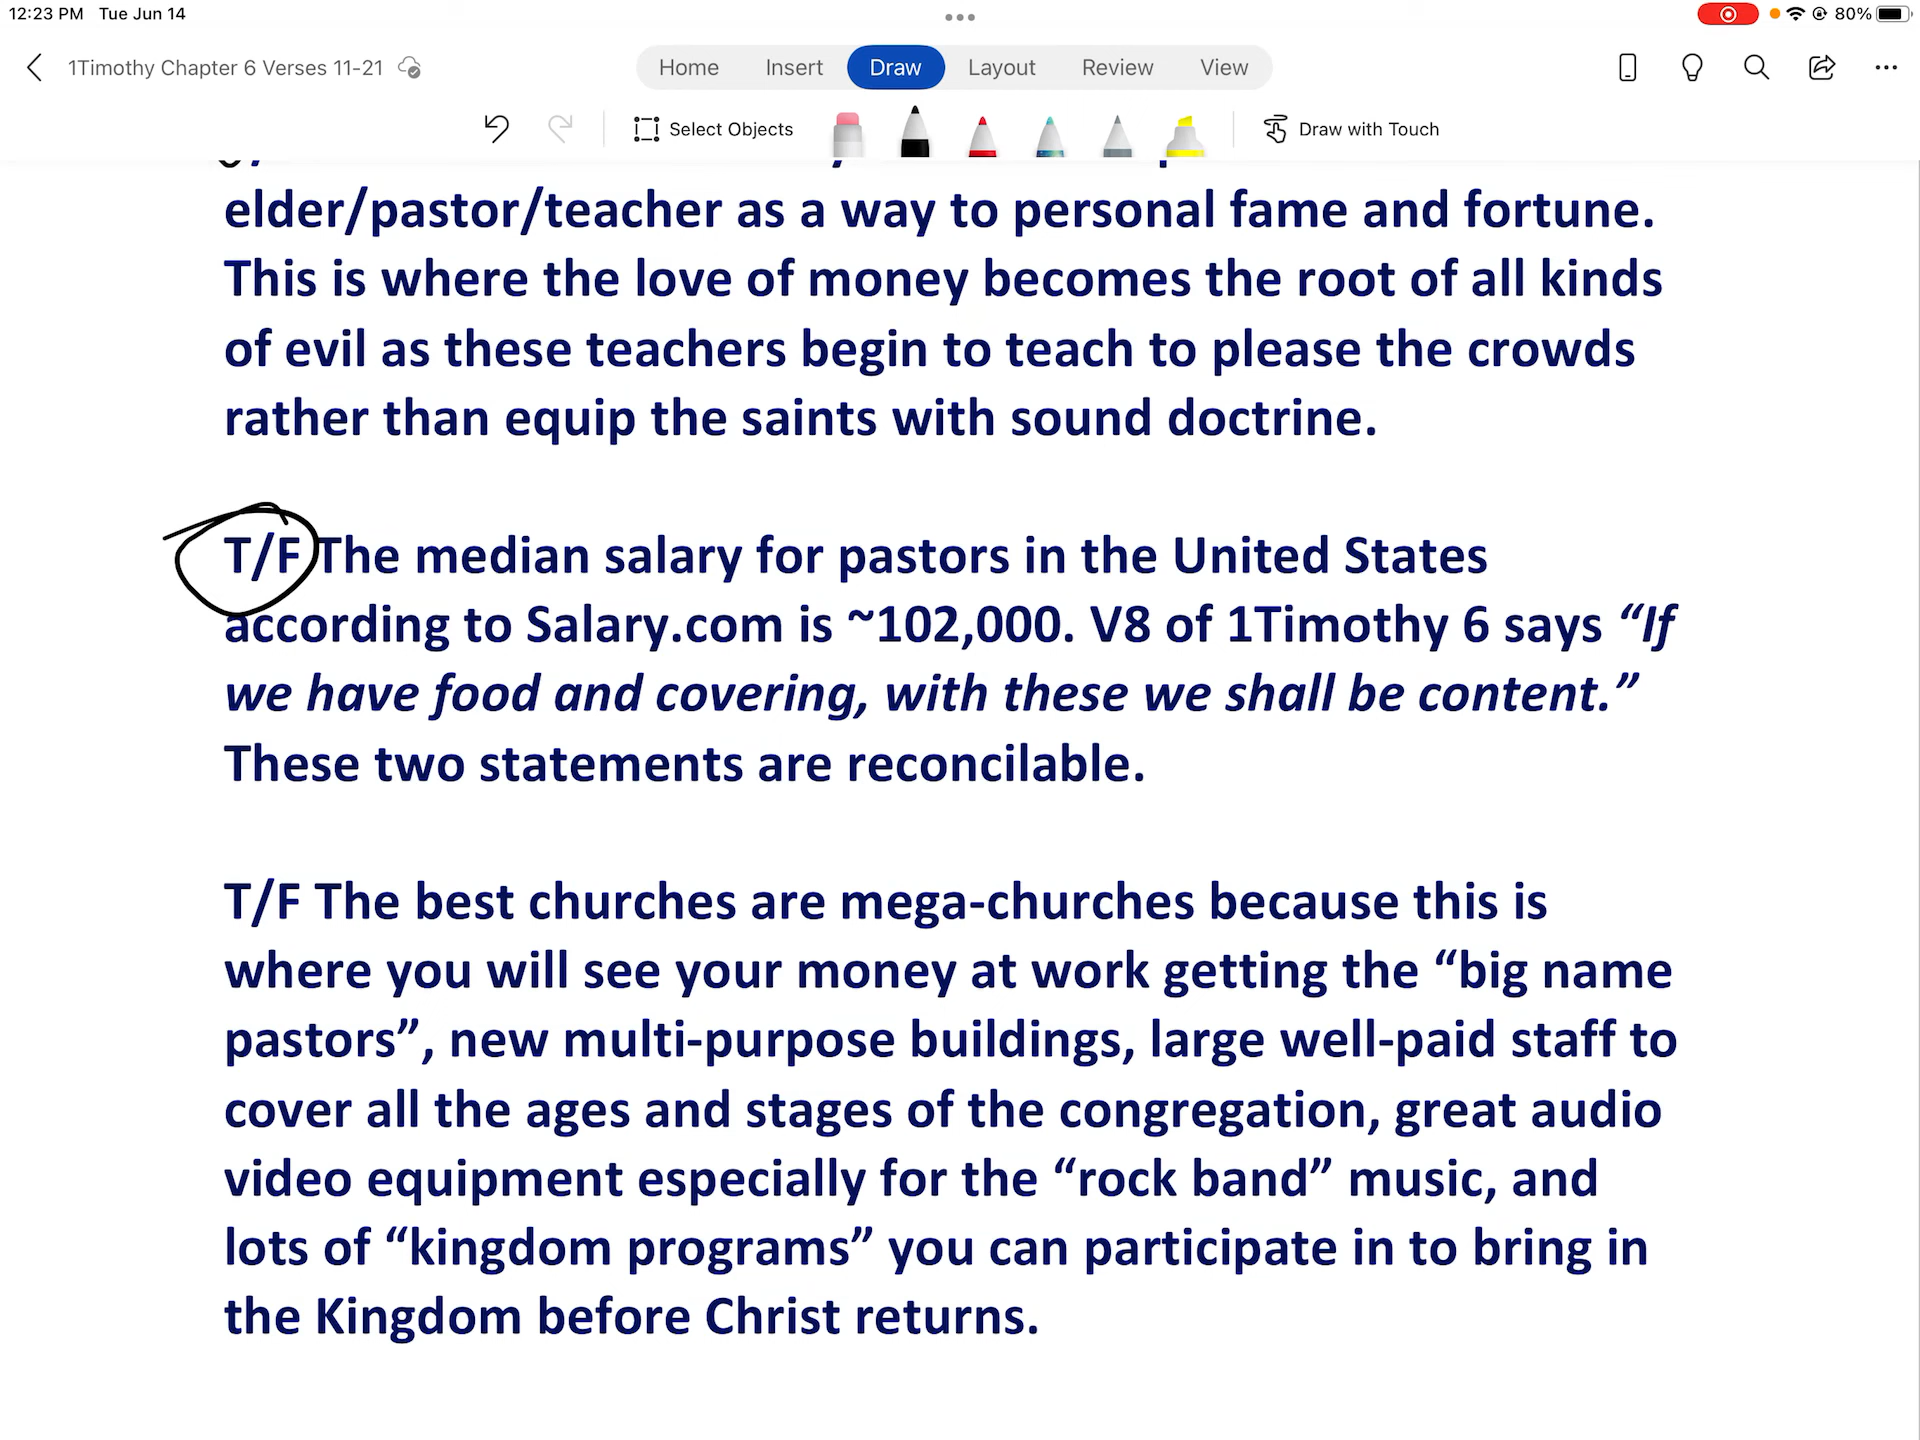 12:23 PM Tue Jun 14
80%
1Timothy Chapter 6 Verses 11-21
Home Insert Draw Layout Review View
Select Objects
Draw with Touch
elder/pastor/teacher as a way to personal fame and fortune.
This is where the love of money becomes the root of all kinds
of evil as these teachers begin to teach to please the crowds
rather than equip the saints with sound doctrine.
T/F The median salary for pastors in the United States
according to Salary.com is ~102,000. V8 of 1Timothy 6 says “If
we have food and covering, with these we shall be content.”
These two statements are reconcilable.
T/F The best churches are mega-churches because this is
where you will see your money at work getting the “big name
pastors”, new multi-purpose buildings, large well-paid staff to
cover all the ages and stages of the congregation, great audio
video equipment especially for the “rock band” music, and
lots of “kingdom programs” you can participate in to bring in
the Kingdom before Christ returns.